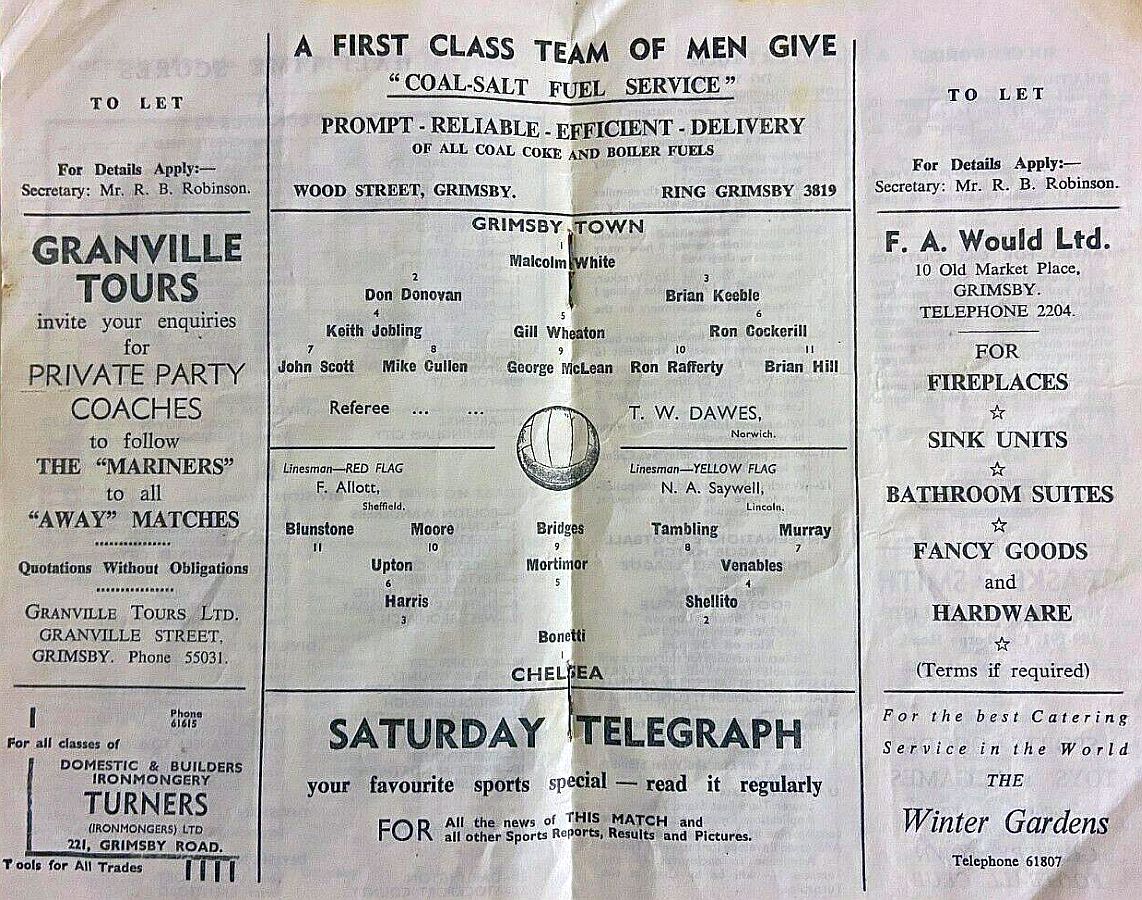 TO LET
For Details Apply:—
Secretary: Mr. R. B. Robinson.
GRANVILLE
TOURS
invite your enquiries
for
PRIVATE PARTY
COACHES
to follow
THE "MARINERS"
to all
"AWAY" MATCHES
Quotations Without Obligations
GRANVILLE TOURS LTD.
GRANVILLE STREET,
GRIMSBY. Phone 55031.
Phone
61615
For all classes of
DOMESTIC & BUILDERS
IRONMONGERY
TURNERS
(IRONMONGERS) LTD
221, GRIMSBY ROAD.
Tools for All Trades
A FIRST CLASS TEAM OF MEN GIVE
"COAL-SALT FUEL SERVICE"
PROMPT - RELIABLE - EFFICIENT - DELIVERY
OF ALL COAL COKE AND BOILER FUELS
WOOD STREET, GRIMSBY. RING GRIMSBY 3819
GRIMSBY TOWN
1
Malcolm White
2 3
Don Donovan Brian Keeble
4 5 6
Keith Jobling Gill Wheaton Ron Cockerill
7 8 9 10 11
John Scott Mike Cullen George McLean Ron Rafferty Brian Hill
Referee ... ... T. W. DAWES,
Norwich.
Linesman—RED FLAG Linesman—YELLOW FLAG
F. Allott, N. A. Saywell,
Sheffield. Lincoln.
Blunstone Moore Bridges Tambling Murray
11 10 9 8 7
Upton Mortimor Venables
6 5 4
Harris Shellito
3 2
Bonetti
1
CHELSEA
SATURDAY TELEGRAPH
your favourite sports special — read it regularly
FOR All the news of THIS MATCH and
all other Sports Reports, Results and Pictures.
TO LET
For Details Apply:—
Secretary: Mr. R. B. Robinson.
F. A. Would Ltd.
10 Old Market Place,
GRIMSBY.
TELEPHONE 2204.
FOR
FIREPLACES
SINK UNITS
BATHROOM SUITES
FANCY GOODS
and
HARDWARE
(Terms if required)
For the best Catering
Service in the World
THE
Winter Gardens
Telephone 61807